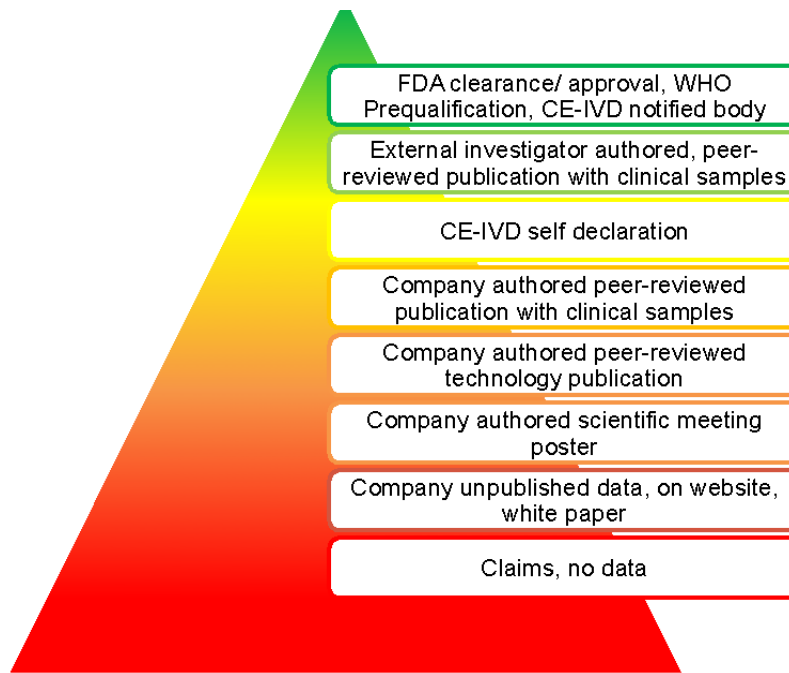 FDA clearance/ approval, WHO
Prequalification, CE-IVD notified body
External investigator authored, peer-
reviewed publication with clinical samples
CE-IVD self declaration
Company authored peer-reviewed
publication with clinical samples
Company authored peer-reviewed
technology publication
Company authored scientific meeting
poster
Company unpublished data, on website,
white paper
Claims, no data